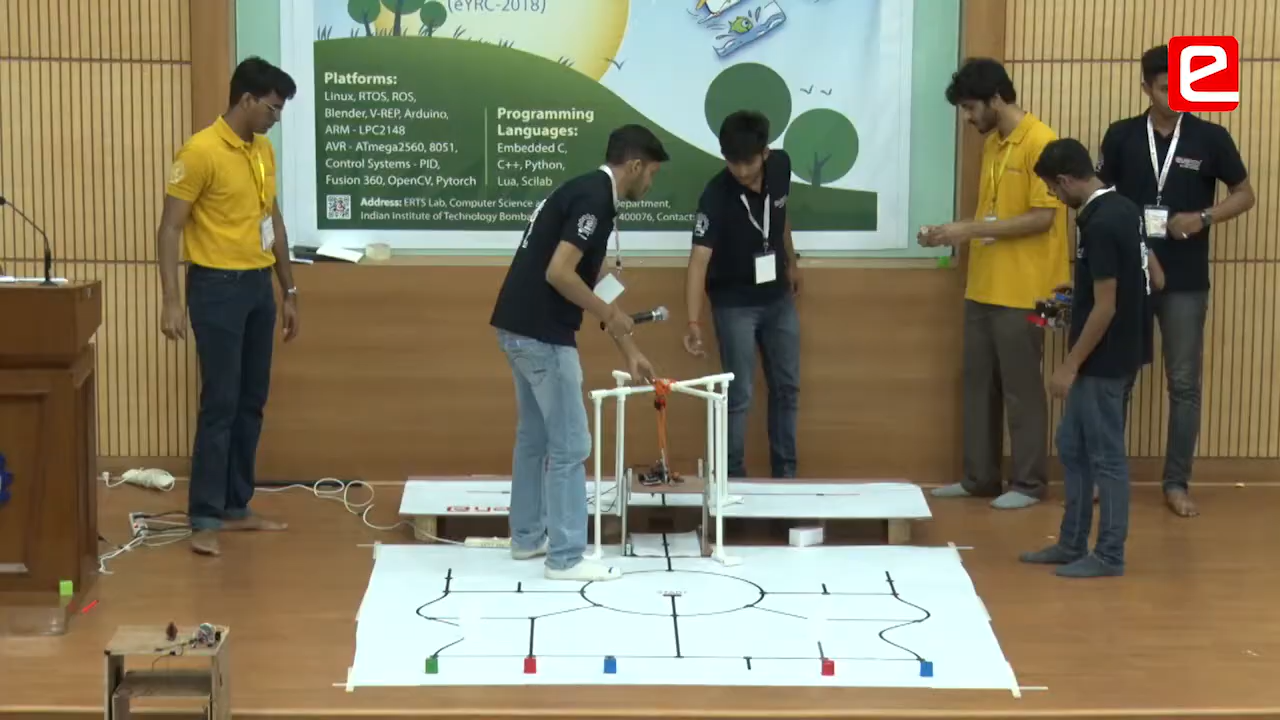 (eYRC-2018)
Platforms:
Linux, RTOS, ROS,
Blender, V-REP, Arduino,
ARM - LPC2148
AVR - ATmega2560, 8051,
Control Systems - PID,
Fusion 360, OpenCV, Pytorch
Programming
Languages:
Embedded C,
C++, Python,
Lua, Scilab
Address: ERTS Lab, Computer Science Department,
Indian Institute of Technology 400076,
START
e